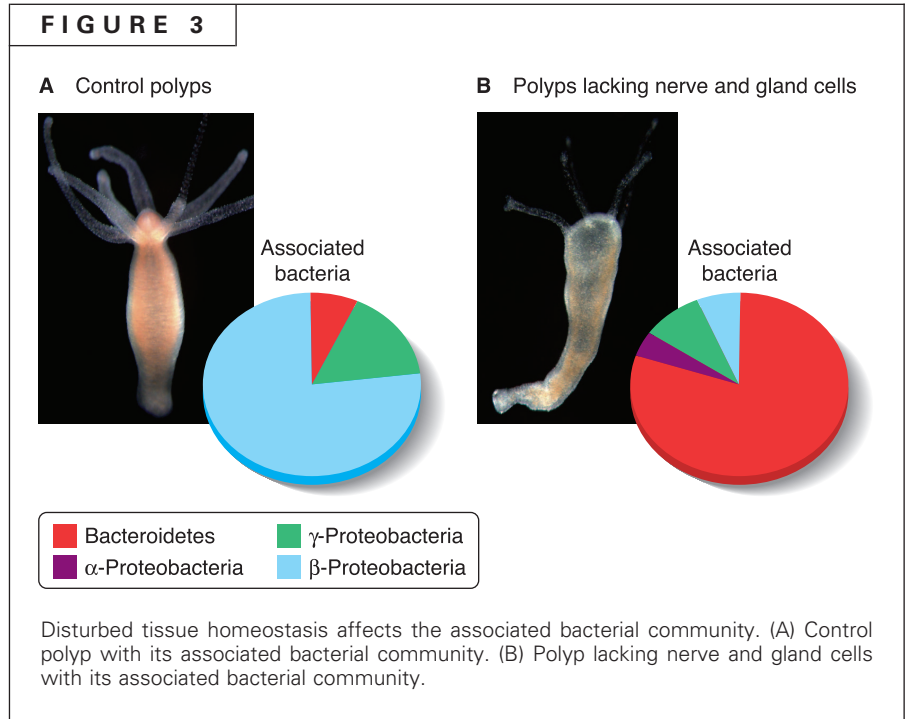 FIGURE 3
A Control polyps
B Polyps lacking nerve and gland cells
Associated
bacteria
Associated
bacteria
Bacteroidetes
γ-Proteobacteria
α-Proteobacteria
β-Proteobacteria
Disturbed tissue homeostasis affects the associated bacterial community. (A) Control
polyp with its associated bacterial community. (B) Polyp lacking nerve and gland cells
with its associated bacterial community.